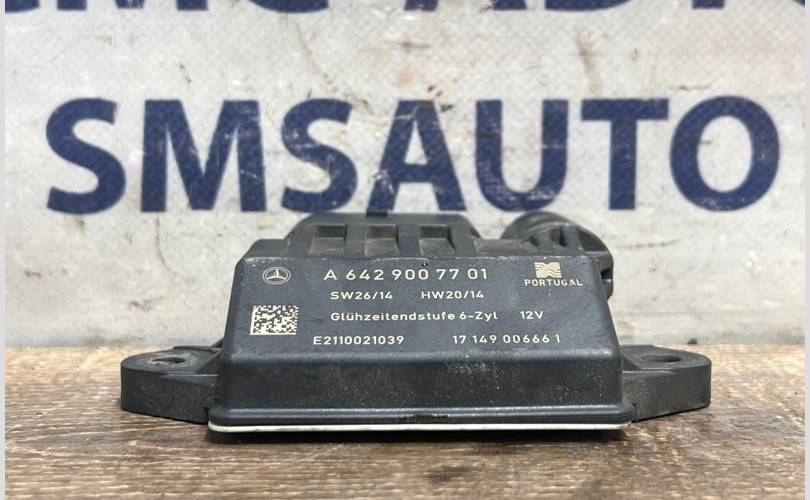 SMSAUTO
A 642 900 77 01
PORTUGAL
SW26/14 HW20/14
Glühzeitendstufe 6-Zyl 12V
E2110021039 17 149 00666 1